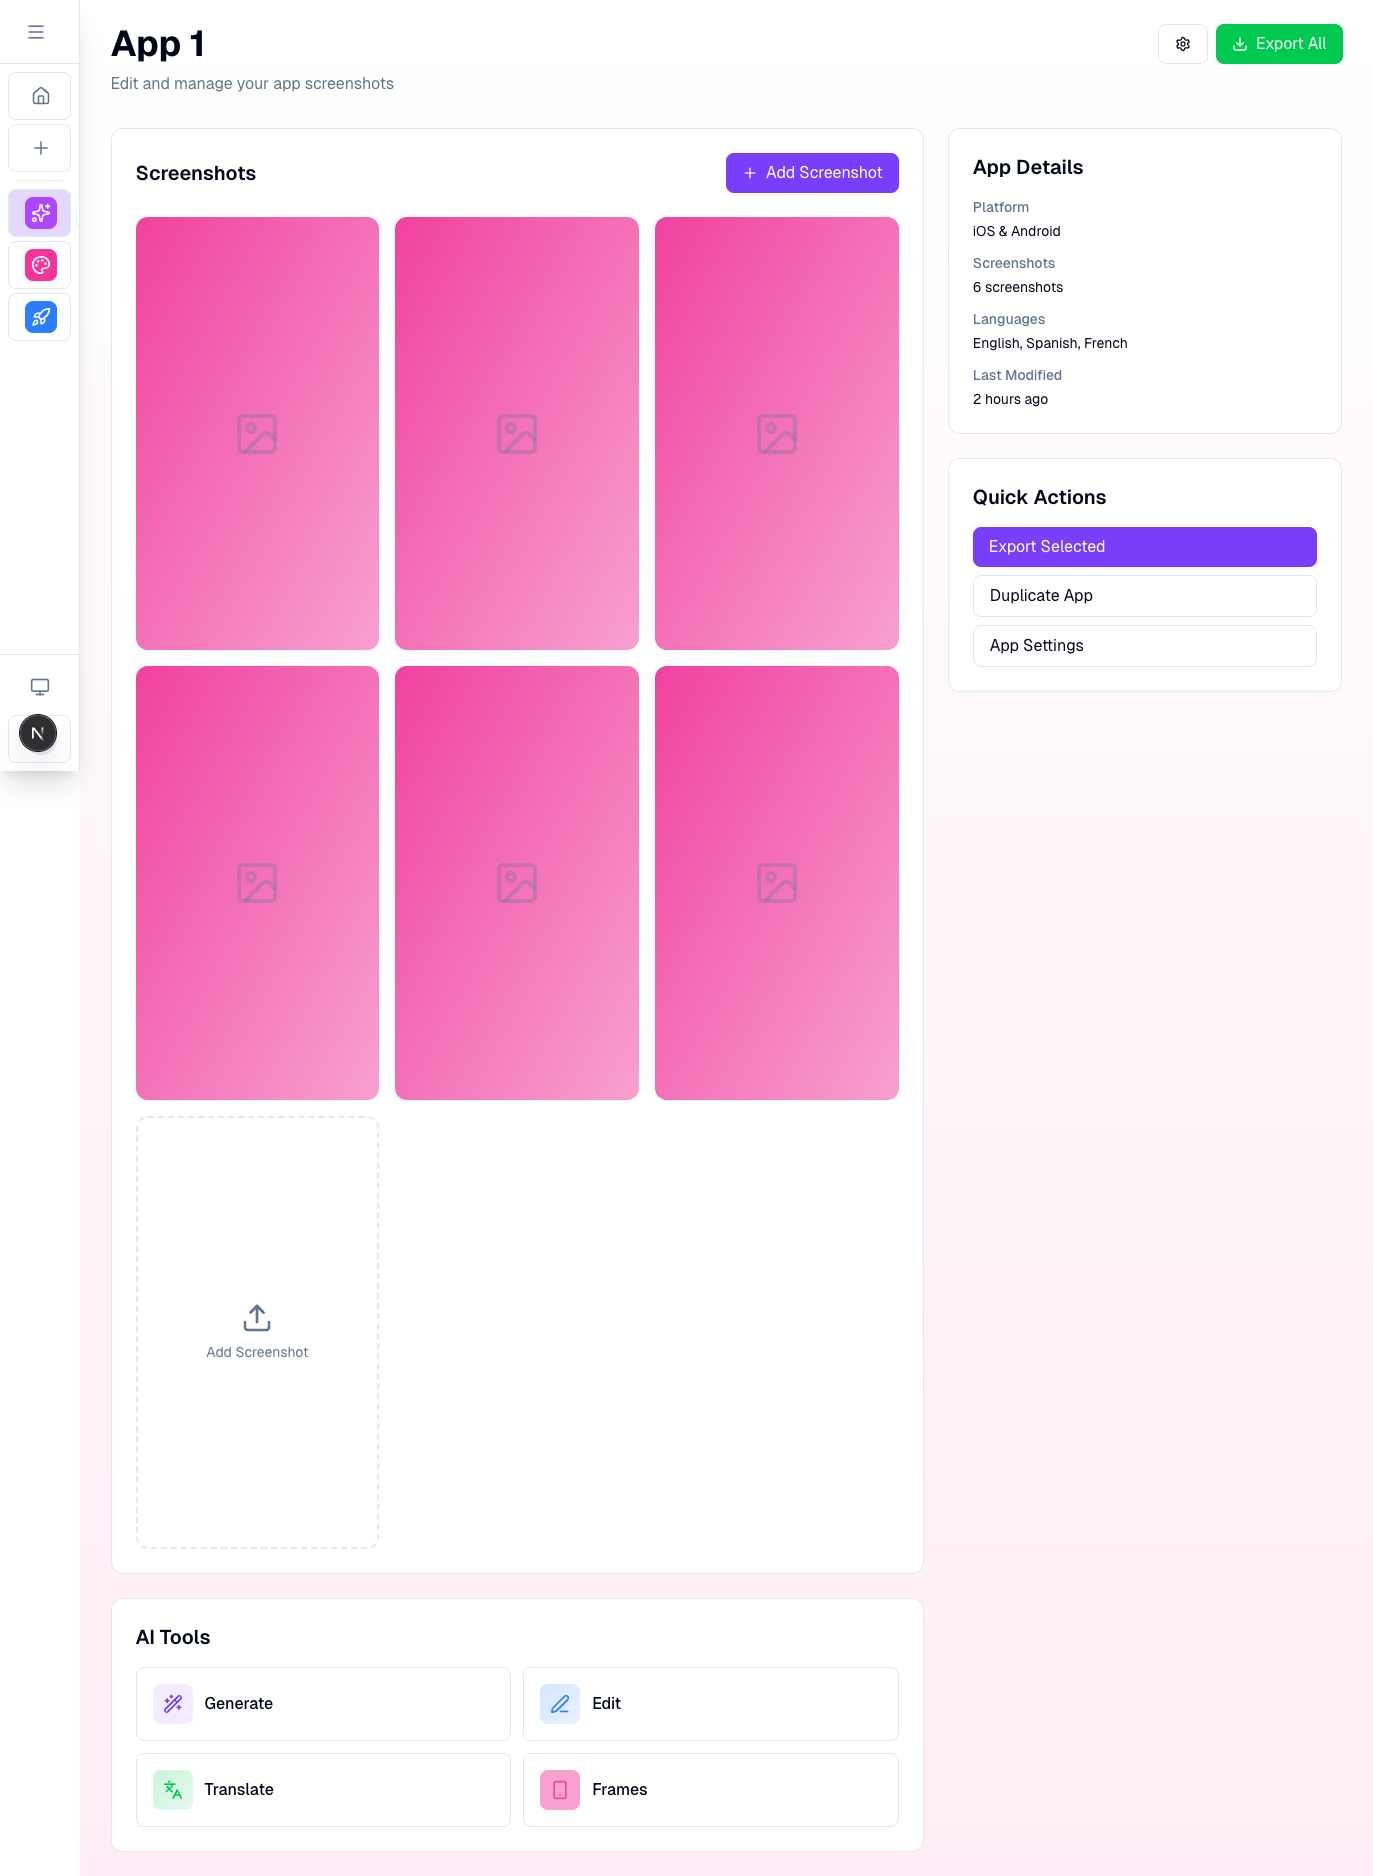 App 1
Edit and manage your app screenshots
Export All
Screenshots
Add Screenshot
Add Screenshot
App Details
Platform
iOS & Android
Screenshots
6 screenshots
Languages
English, Spanish, French
Last Modified
2 hours ago
Quick Actions
Export Selected
Duplicate App
App Settings
AI Tools
Generate
Edit
Translate
Frames
N